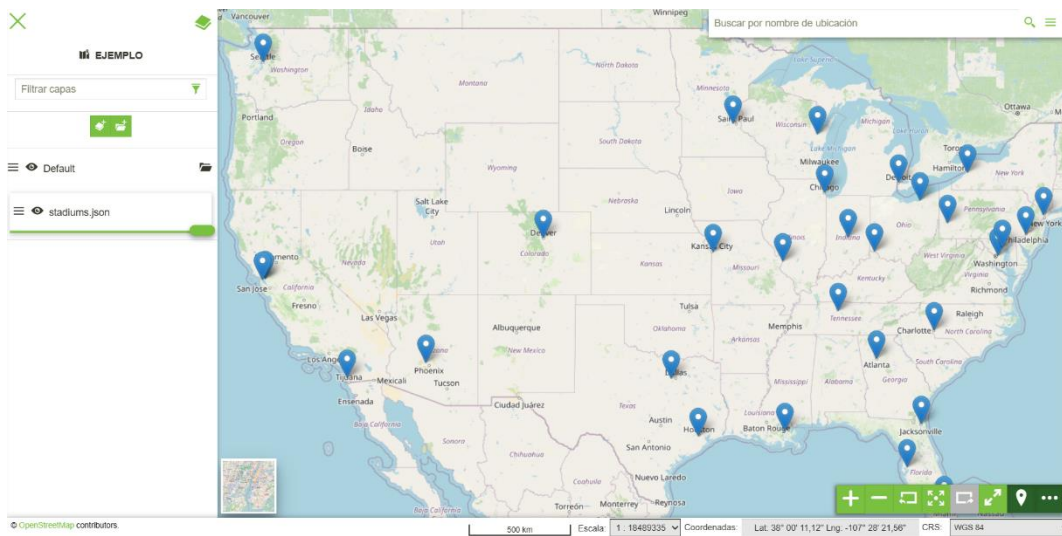 EJEMPLO
Filtrar capas
Default
stadiums.json
Buscar por nombre de ubicación
Vancouver
Winnipeg
Seattle
Washington
Montana
North Dakota
Minnesota
Lake Superior
Ottawa
Portland
Oregon
Idaho
Boise
South Dakota
Saint Paul
Wisconsin
Michigan
Lake Huron
Lake Michigan
Milwaukee
Toronto
Hamilton
New York
Wyoming
Iowa
Chicago
Detroit
Salt Lake
City
Nebraska
Lincoln
Pennsylvania
New York
Philadelphia
Utah
Denver
Colorado
Kansas City
Illinois
Indiana
Ohio
Nevada
Kansas
Missouri
West Virginia
Washington
Virginia
San Jose
California
Kentucky
Richmond
Fresno
Las Vegas
Tulsa
Tennessee
Raleigh
Albuquerque
Oklahoma
Memphis
Charlotte
North Carolina
New Mexico
Arkansas
Los Ang
Phoenix
Dallas
Atlanta
South Carolina
Tijuana
Mexicali
Tucson
Mississippi
Alabama
Georgia
Ensenada
Ciudad Juárez
Texas
Louisiana
Baja California
Austin
Houston
Baton Rouge
Jacksonville
Sonora
San Antonio
Chihuahua
Florida
Coahuila
Nuevo Laredo
Baja California
Torreón
Monterrey
Reynosa
© OpenStreetMap contributors.
500 km
Escala: 1 : 18489335
Coordenadas: Lat: 38° 00' 11,12" Lng: -107° 28' 21,56"
CRS: WGS 84